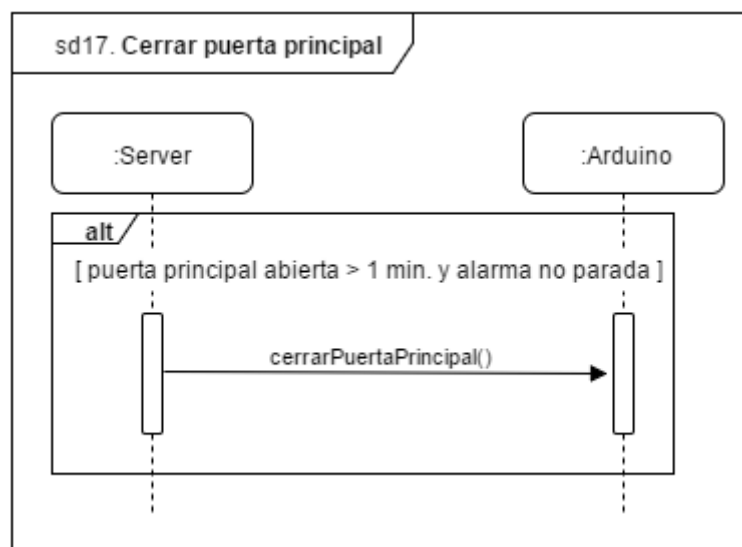 sd17. Cerrar puerta principal
:Server
:Arduino
alt
[ puerta principal abierta > 1 min. y alarma no parada ]
cerrarPuertaPrincipal()